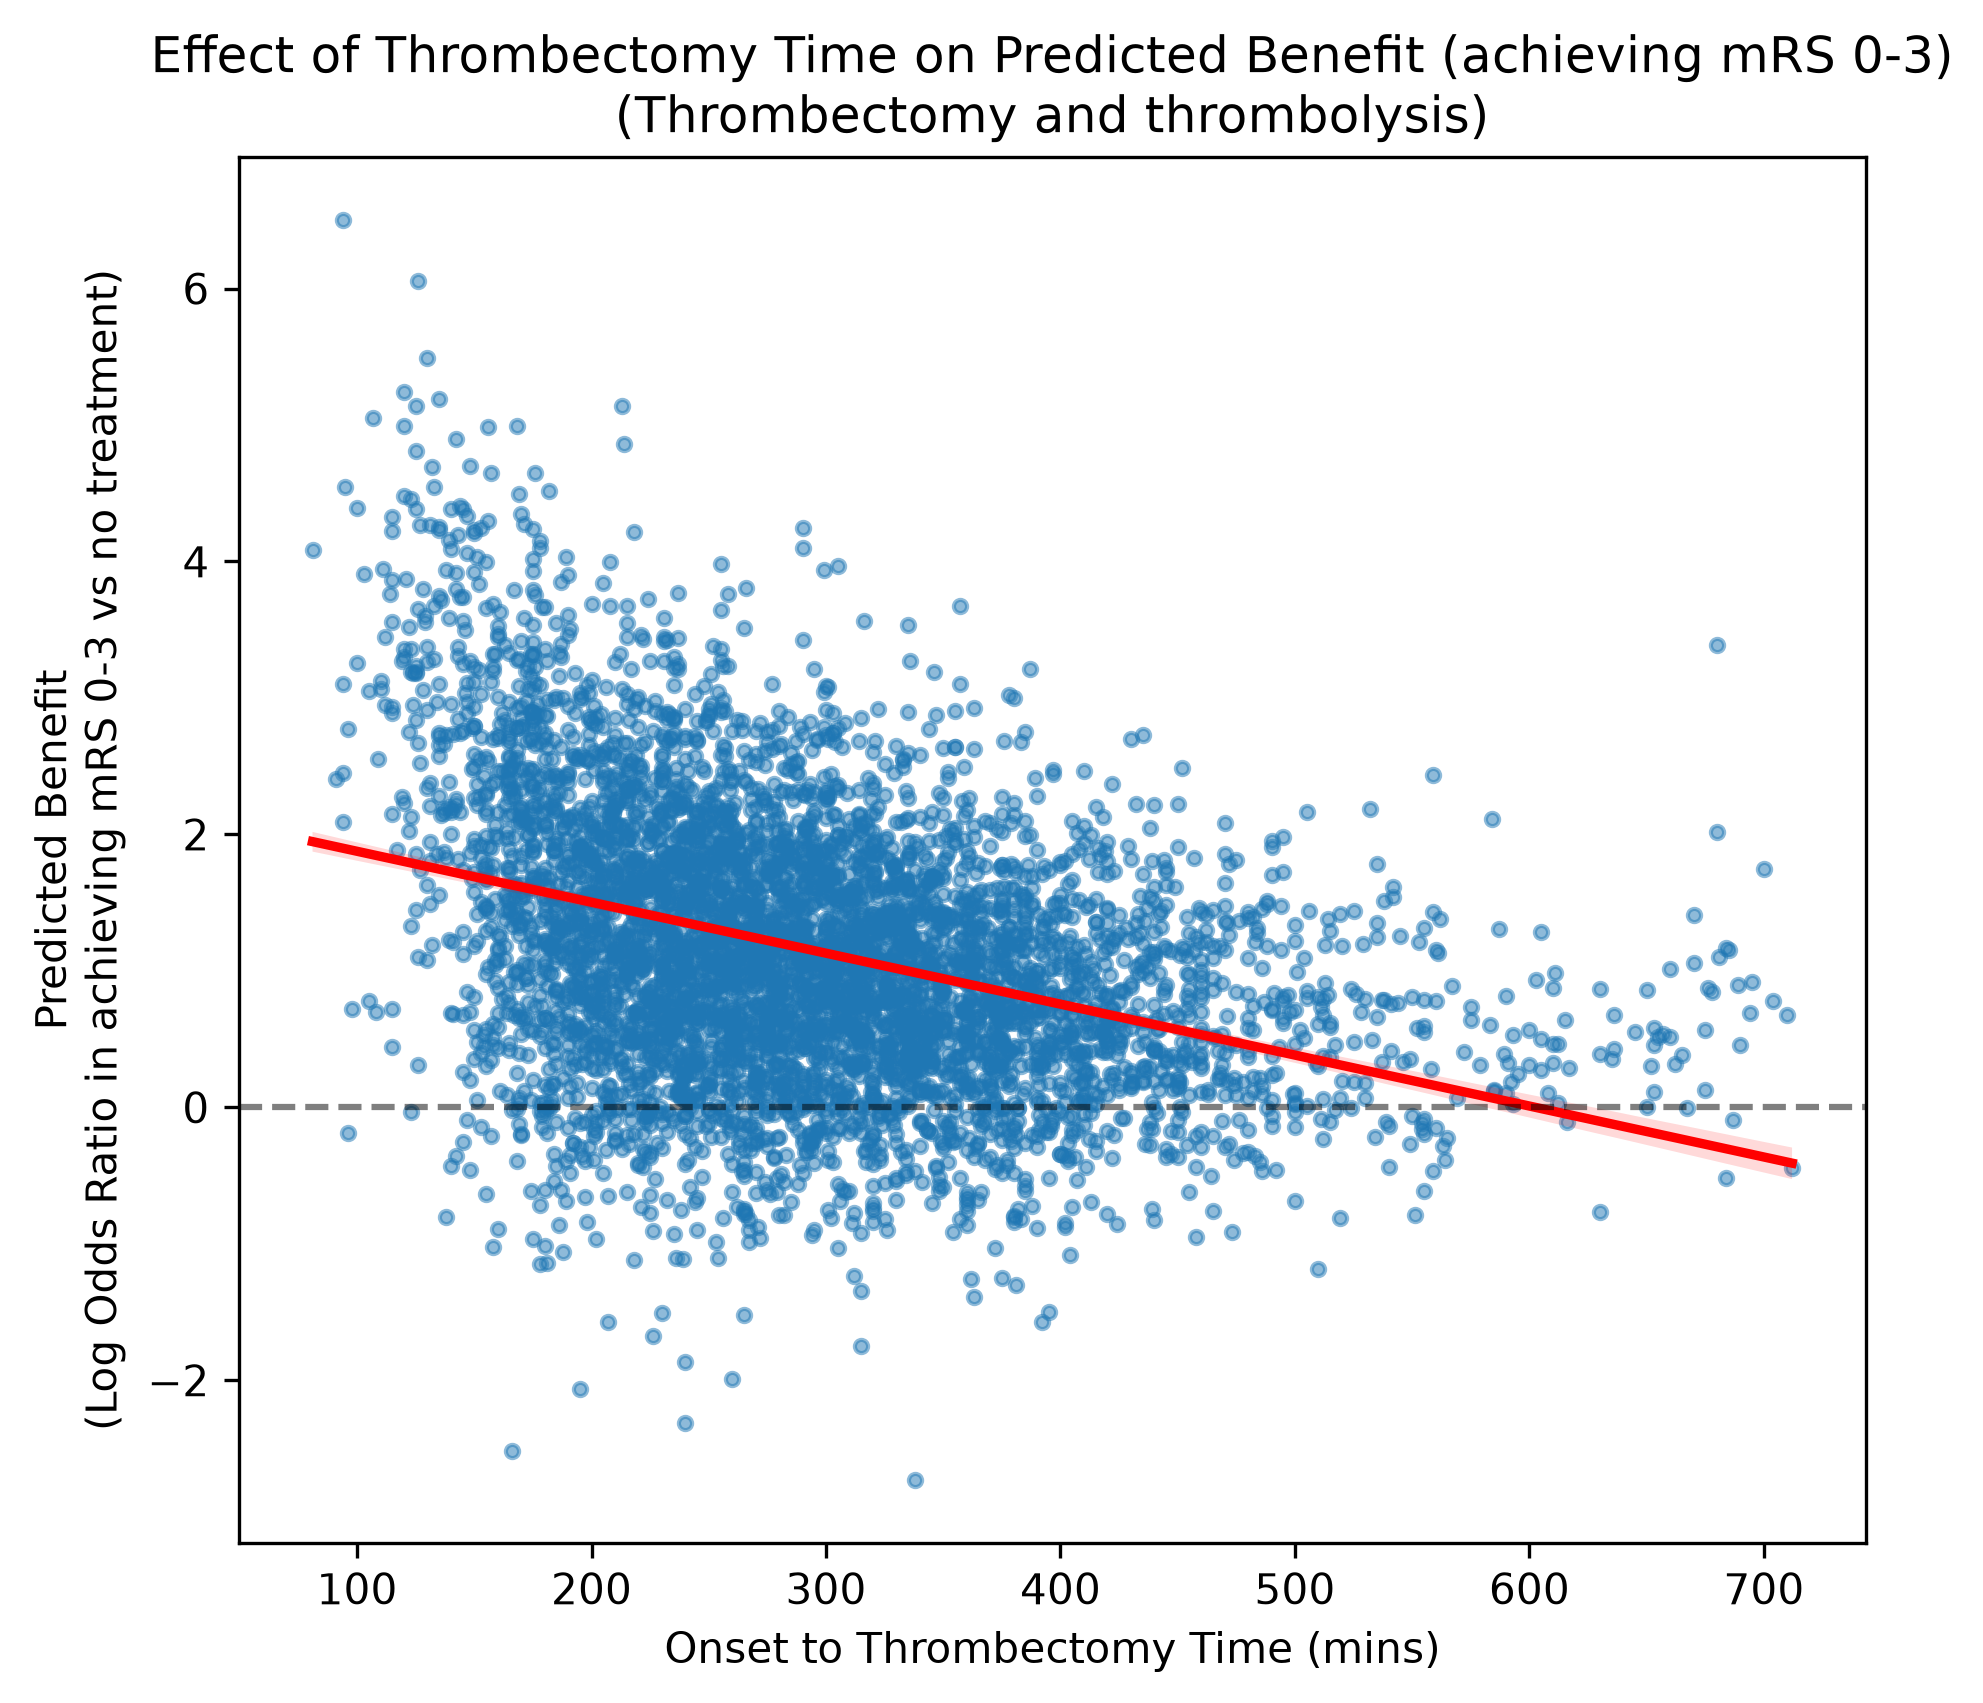 Effect of Thrombectomy Time on Predicted Benefit (achieving mRS 0-3)
(Thrombectomy and thrombolysis)
Predicted Benefit
(Log Odds Ratio in achieving mRS 0-3 vs no treatment)
6
4
2
0
−2
100 200 300 400 500 600 700
Onset to Thrombectomy Time (mins)